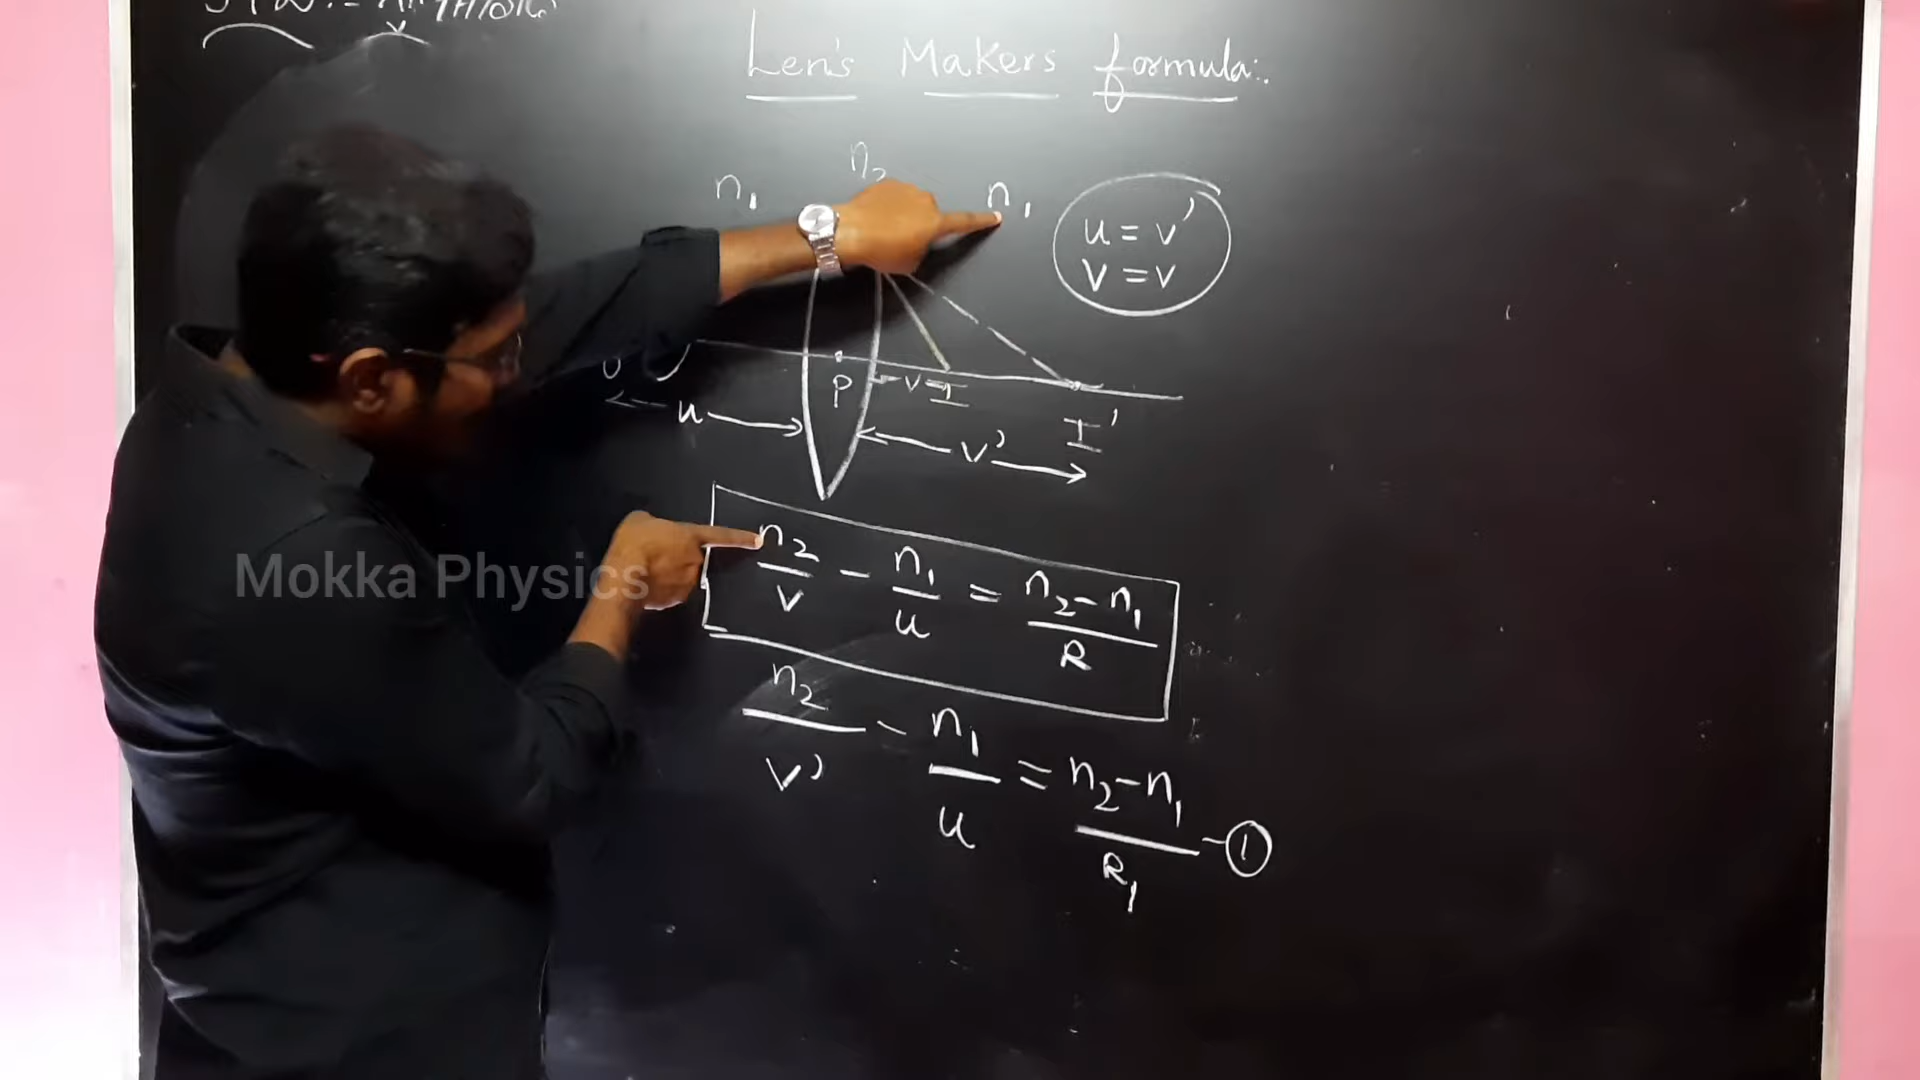 Len's Makers formula:.
n₂
n₁ n₁
u = v'
v = v
P v I
u I'
v'
n₂/v - n₁/u = n₂-n₁/R
n₂/v' - n₁/u = n₂-n₁/R₁ - ①
Mokka Physics